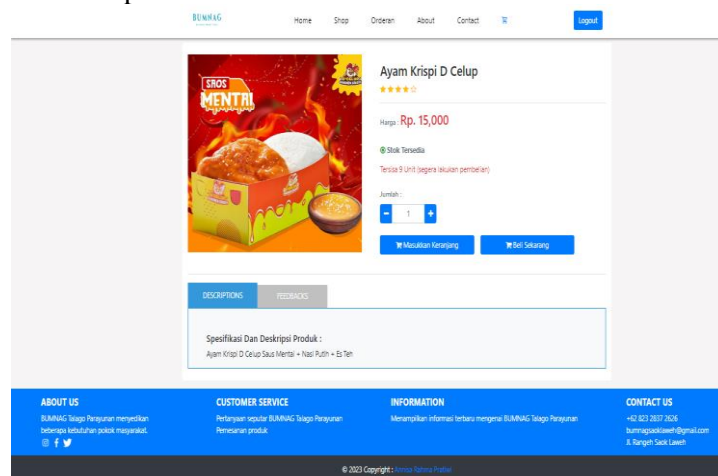 BUMNAG
Home Shop Orderan About Contact Logout
SAOS
MENTAI
Ayam Krispi D Celup
Harga : Rp. 15,000
Stok Tersedia
Tersisa 9 Unit (segera lakukan pembelian)
Jumlah :
- 1 +
Masukkan Keranjang Beli Sekarang
DESCRIPTIONS FEEDBACKS
Spesifikasi Dan Deskripsi Produk :
Ayam Krispi D Celup Saus Mentai + Nasi Putih + Es Teh
ABOUT US
BUMNAG Talago Parayunan menyedikan
beberapa kebutuhan pokok masyarakat.
CUSTOMER SERVICE
Pertanyaan seputar BUMNAG Talago Parayunan
Pemesanan produk
INFORMATION
Menampilkan informasi terbaru mengenai BUMNAG Talago Parayunan
CONTACT US
+62 823 2837 2626
bumnagsaoklaweh@gmail.com
Jl. Rangeh Saok Laweh
© 2023 Copyright : Annisa Rahma Pratiwi